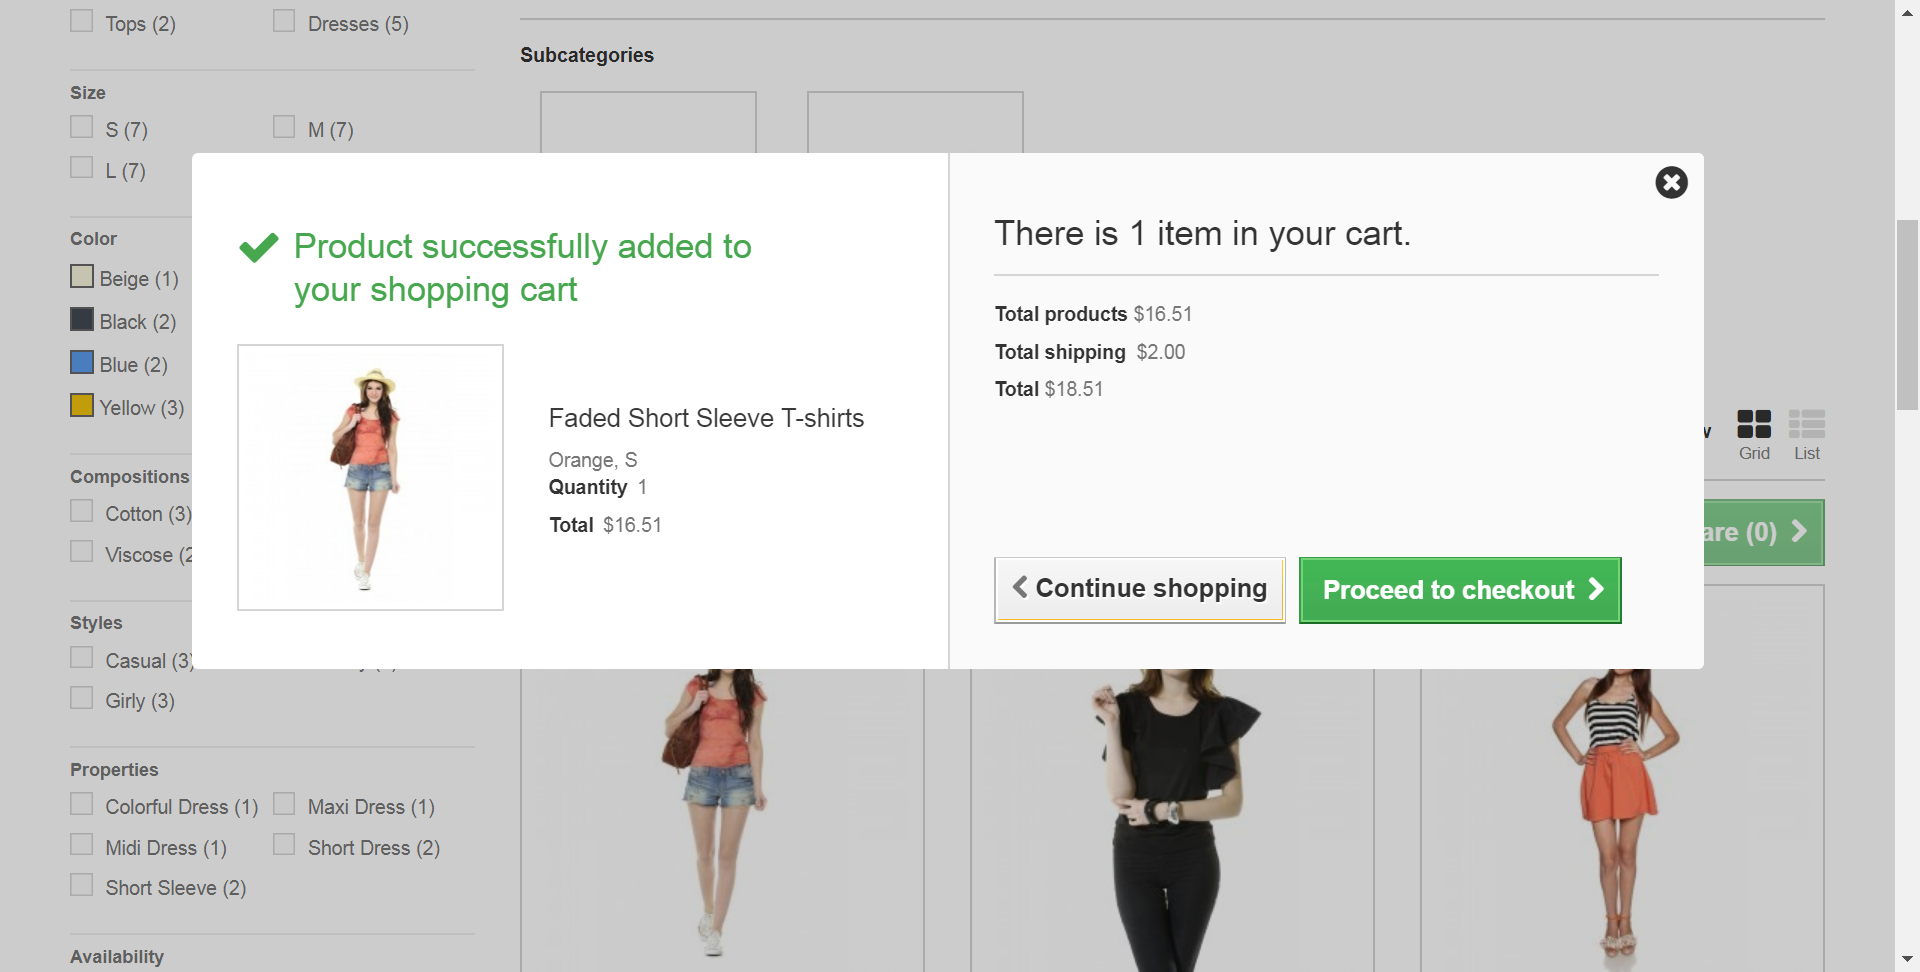 Tops (2)
Dresses (5)
Subcategories
Size
S (7)
M (7)
L (7)
Color
Beige (1)
Black (2)
Blue (2)
Yellow (3)
Compositions
Cotton (3)
Viscose (2
Styles
Casual (3)
Girly (3)
Properties
Colorful Dress (1)
Maxi Dress (1)
Midi Dress (1)
Short Dress (2)
Short Sleeve (2)
Availability
Product successfully added to
your shopping cart
Faded Short Sleeve T-shirts
Orange, S
Quantity 1
Total $16.51
There is 1 item in your cart.
Total products $16.51
Total shipping $2.00
Total $18.51
Continue shopping
Proceed to checkout
Grid
List
are (0)